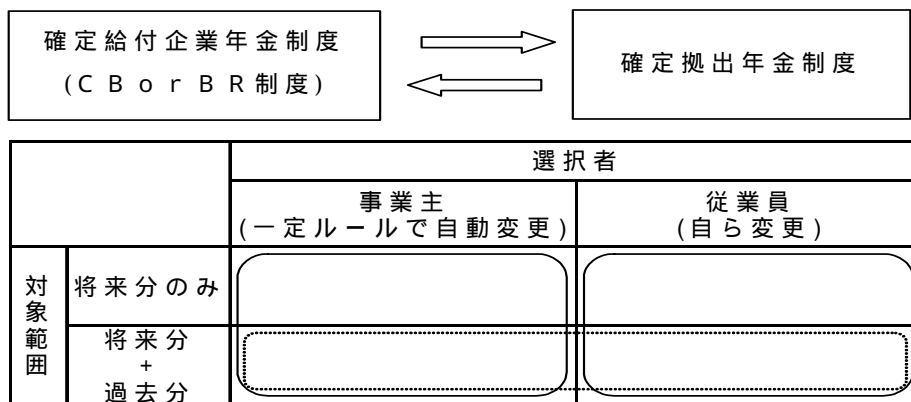 確定給付企業年金制度
(CBorBR制度)
確定拠出年金制度
選択者
事業主
(一定ルールで自動変更)
従業員
(自ら変更)
対象範囲
将来分のみ
将来分
+
過去分